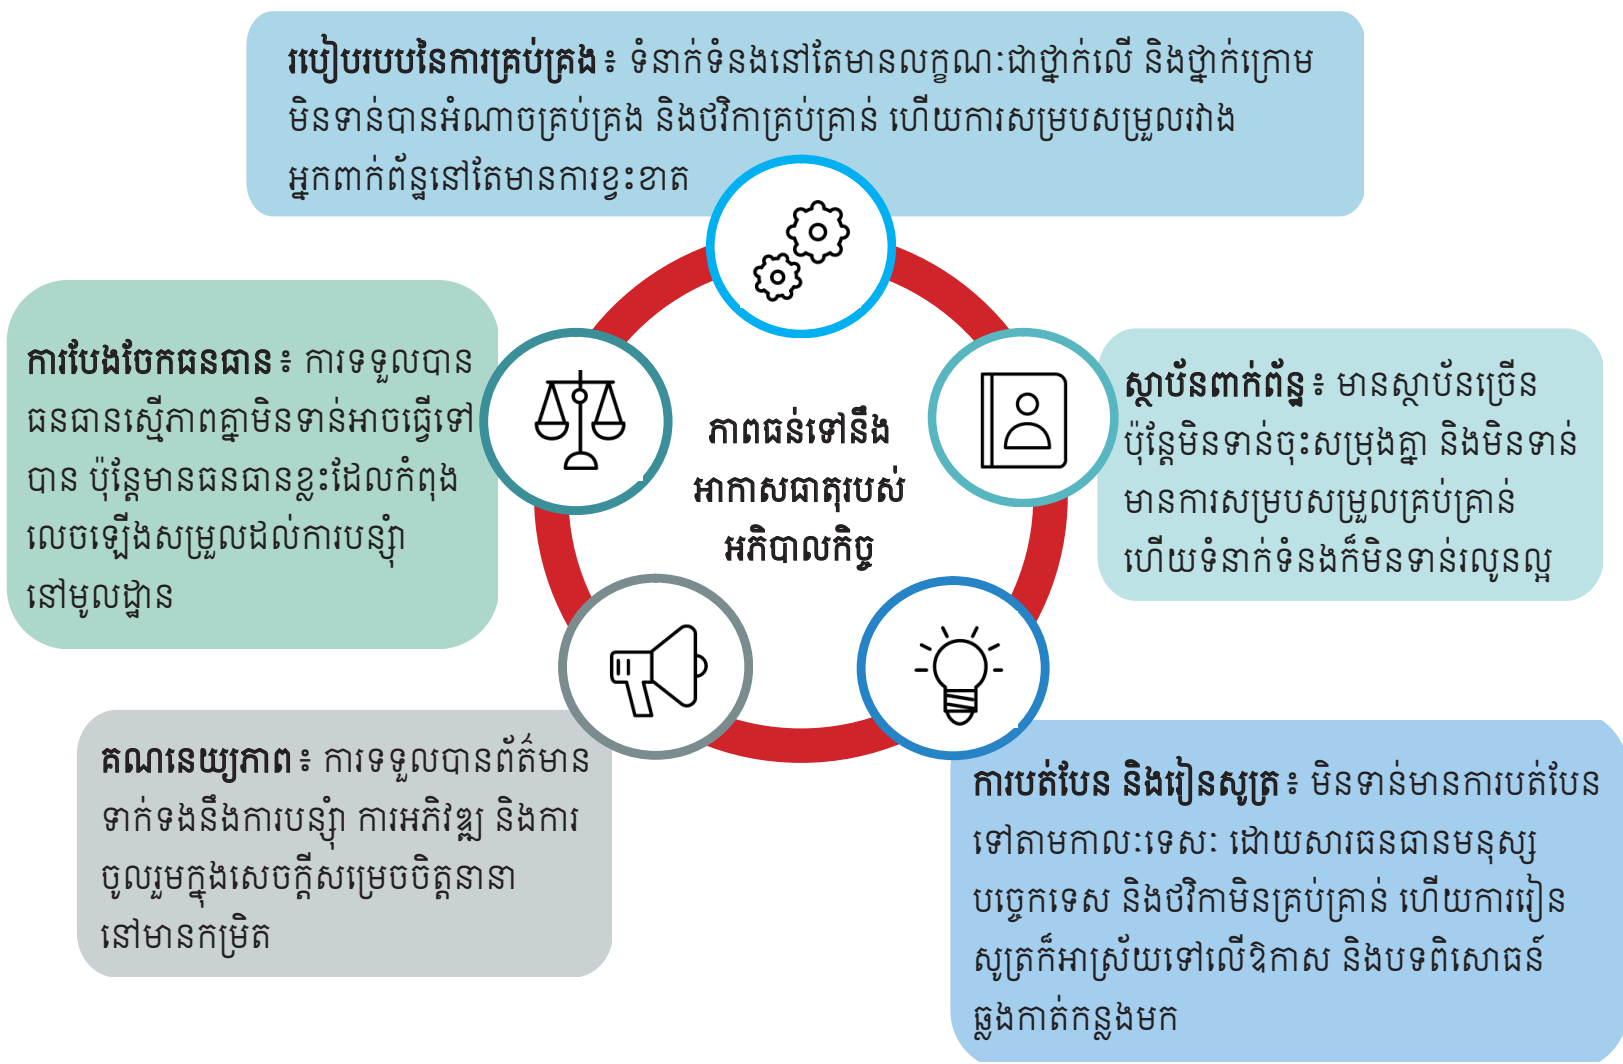 របៀបរបបនៃការគ្រប់គ្រង៖ ទំនាក់ទំនងនៅតែមានលក្ខណៈជាថ្នាក់លើ និងថ្នាក់ក្រោម
មិនទាន់បានអំណាចគ្រប់គ្រង និងថវិកាគ្រប់គ្រាន់ ហើយការសម្របសម្រួលរវាង
អ្នកពាក់ព័ន្ធនៅតែមានការខ្វះខាត
ការបែងចែកធនធាន៖ ការទទួលបាន
ធនធានស្មើភាពគ្នាមិនទាន់អាចធ្វើទៅ
បាន ប៉ុន្តែមានធនធានខ្លះដែលកំពុង
លេចឡើងសម្រួលដល់ការបន្ស៊ាំ
នៅមូលដ្ឋាន
ភាពធន់ទៅនឹង
អាកាសធាតុរបស់
អភិបាលកិច្ច
ស្ថាប័នពាក់ព័ន្ធ៖ មានស្ថាប័នច្រើន
ប៉ុន្តែមិនទាន់ចុះសម្រុងគ្នា និងមិនទាន់
មានការសម្របសម្រួលគ្រប់គ្រាន់
ហើយទំនាក់ទំនងក៏មិនទាន់រលូនល្អ
គណនេយ្យភាព៖ ការទទួលបានព័ត៌មាន
ទាក់ទងនឹងការបន្ស៊ាំ ការអភិវឌ្ឍ និងការ
ចូលរួមក្នុងសេចក្តីសម្រេចចិត្តនានា
នៅមានកម្រិត
ការបត់បែន និងរៀនសូត្រ៖ មិនទាន់មានការបត់បែន
ទៅតាមកាលៈទេសៈ ដោយសារធនធានមនុស្ស
បច្ចេកទេស និងថវិកាមិនគ្រប់គ្រាន់ ហើយការរៀន
សូត្រក៏អាស្រ័យទៅលើឱកាស និងបទពិសោធន៍
ឆ្លងកាត់កន្លងមក